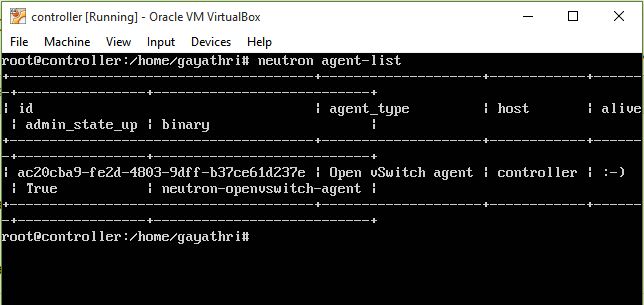 controller [Running] - Oracle VM VirtualBox
File Machine View Input Devices Help
root@controller:/home/gayathri# neutron agent-list
+--------------------------------------+--------------------+------------+------
-+----------------+---------------------------+
| id                                   | agent_type         | host       | alive
 | admin_state_up | binary                    |
+--------------------------------------+--------------------+------------+------
-+----------------+---------------------------+
| ac20cba9-fe2d-4803-9dff-b37ce61d237e | Open vSwitch agent | controller | :-)
 | True           | neutron-openvswitch-agent |
+--------------------------------------+--------------------+------------+------
-+----------------+---------------------------+
root@controller:/home/gayathri#